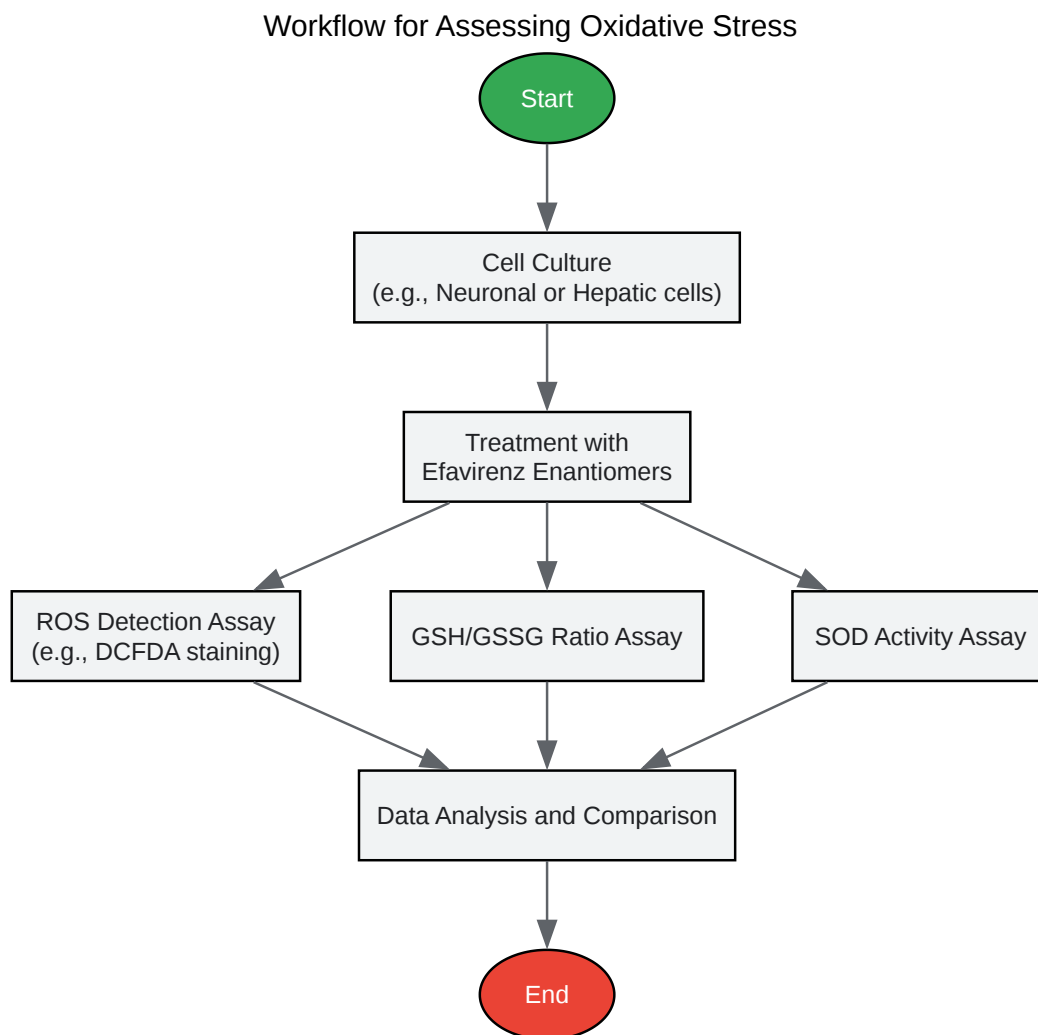 Workflow for Assessing Oxidative Stress
Start
Cell Culture
(e.g., Neuronal or Hepatic cells)
Treatment with
Efavirenz Enantiomers
ROS Detection Assay
(e.g., DCFDA staining)
GSH/GSSG Ratio Assay
SOD Activity Assay
Data Analysis and Comparison
End